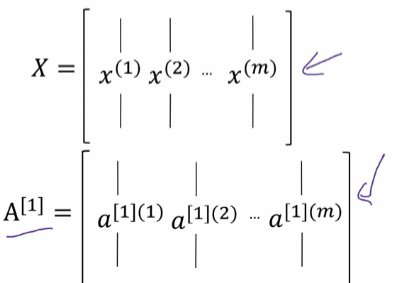 X = [ x^(1) x^(2) ... x^(m) ]
A^[1] = [ a^[1](1) a^[1](2) ... a^[1](m) ]